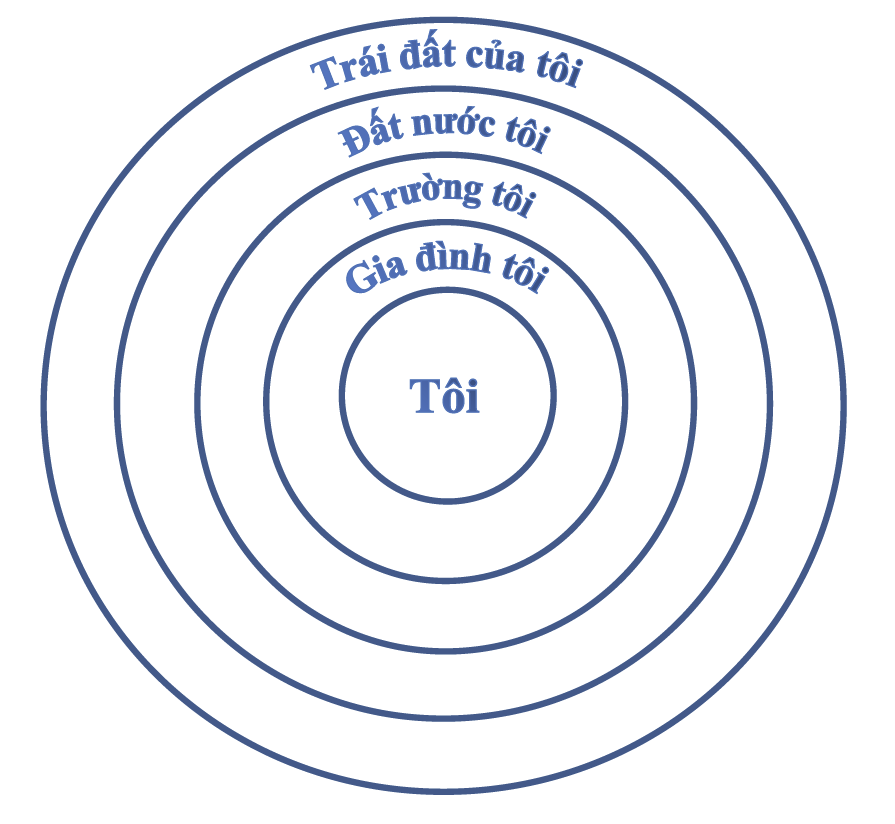 Trái đất của tôi
Đất nước tôi
Trường tôi
Gia đình tôi
Tôi